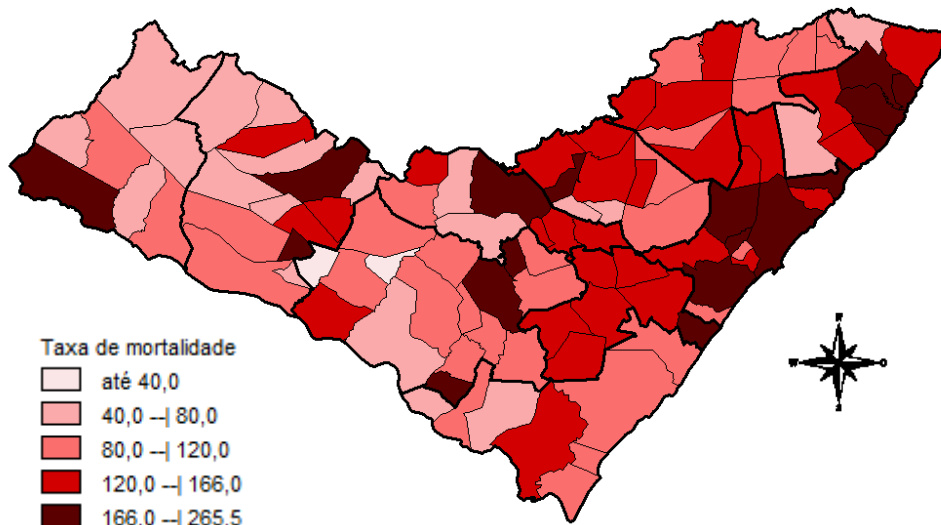 Taxa de mortalidade
até 40,0
40,0 --| 80,0
80,0 --| 120,0
120,0 --| 166,0
166,0 --| 265,5
N
W O
S